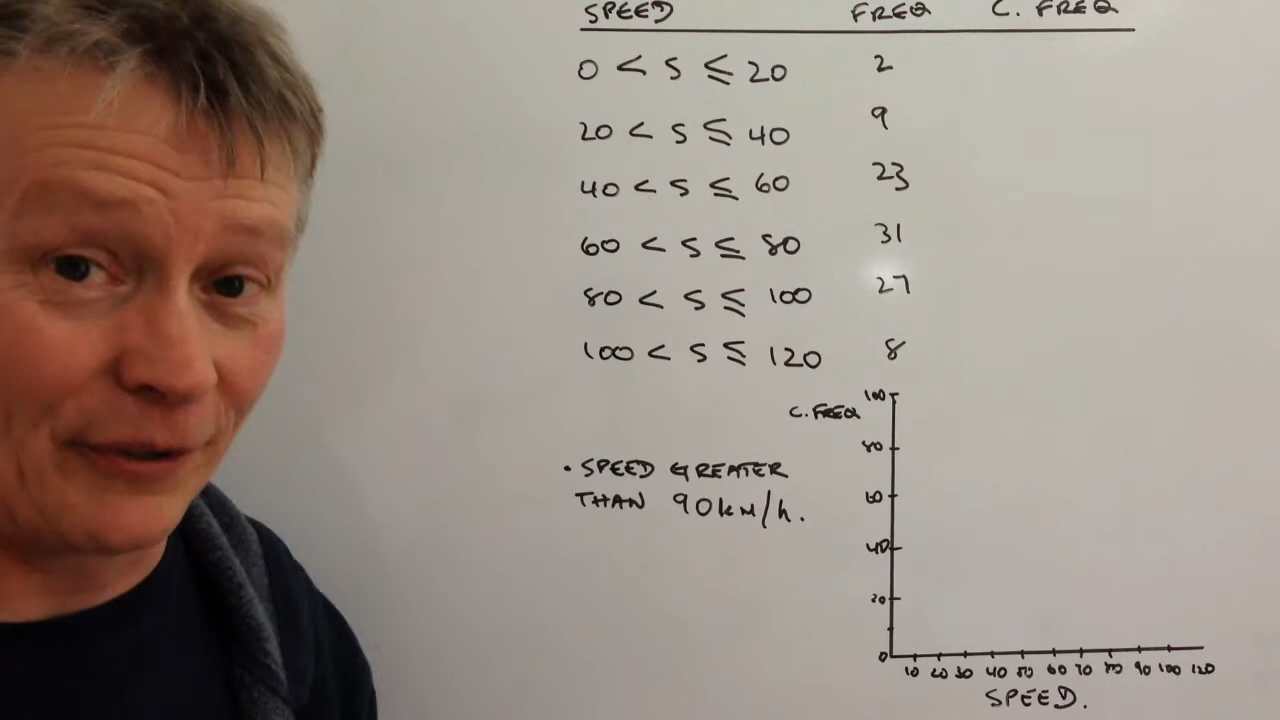 SPEED FREQ C. FREQ
0 < S ≤ 20 2
20 < S ≤ 40 9
40 < S ≤ 60 23
60 < S ≤ 80 31
80 < S ≤ 100 27
100 < S ≤ 120 8
C. FREQ 100
80
• SPEED GREATER
THAN 90km/h. 60
40
20
0
10 20 30 40 50 60 70 80 90 100 120
SPEED.